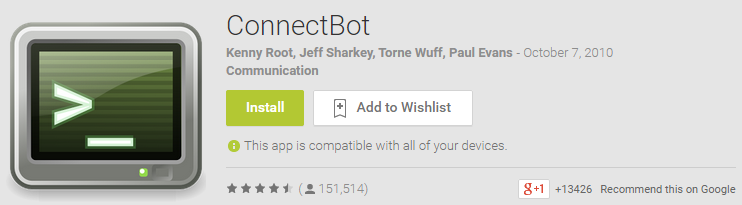 ConnectBot
Kenny Root, Jeff Sharkey, Torne Wuff, Paul Evans - October 7, 2010
Communication
Install
Add to Wishlist
This app is compatible with all of your devices.
(151,514)
g+1 +13426 Recommend this on Google
>_